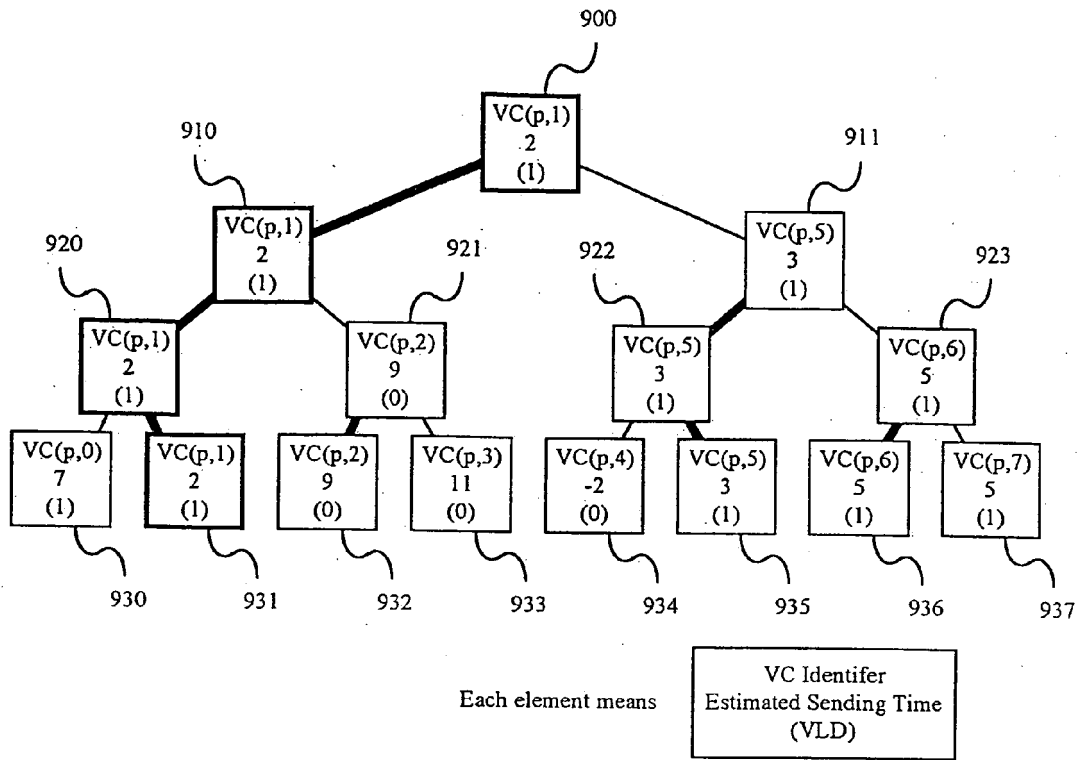 900
VC(p,1)
2
(1)
910
911
VC(p,1)
2
(1)
VC(p,5)
3
(1)
920
921
922
923
VC(p,1)
2
(1)
VC(p,2)
9
(0)
VC(p,5)
3
(1)
VC(p,6)
5
(1)
VC(p,0)
7
(1)
VC(p,1)
2
(1)
VC(p,2)
9
(0)
VC(p,3)
11
(0)
VC(p,4)
-2
(0)
VC(p,5)
3
(1)
VC(p,6)
5
(1)
VC(p,7)
5
(1)
930
931
932
933
934
935
936
937
Each element means
VC Identifer
Estimated Sending Time
(VLD)